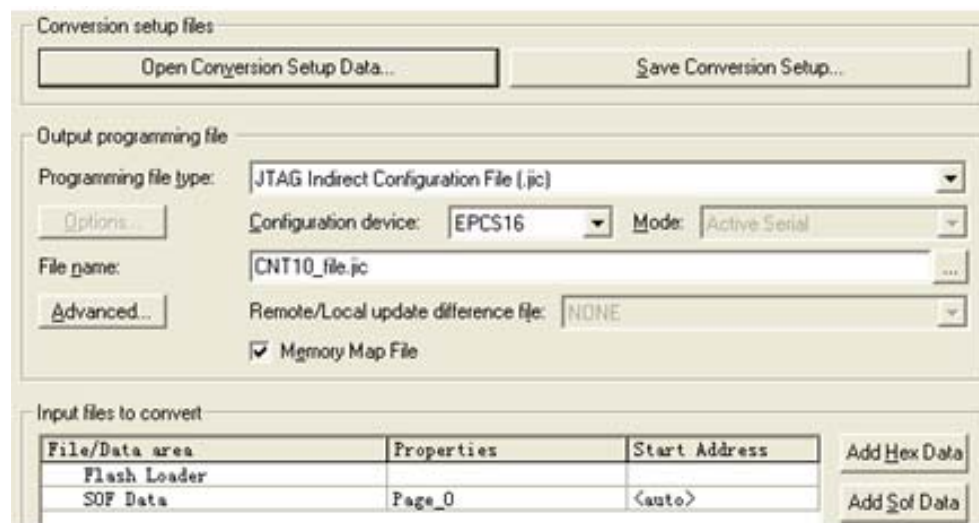 Conversion setup files
Open Conversion Setup Data... Save Conversion Setup...
Output programming file
Programming file type: JTAG Indirect Configuration File (.jic)
Options... Configuration device: EPCS16 Mode: Active Serial
File name: CNT10_file.jic ...
Advanced... Remote/Local update difference file: NONE
Memory Map File
Input files to convert
File/Data area Properties Start Address Add Hex Data
Flash Loader
SOF Data Page_0 <auto> Add Sof Data